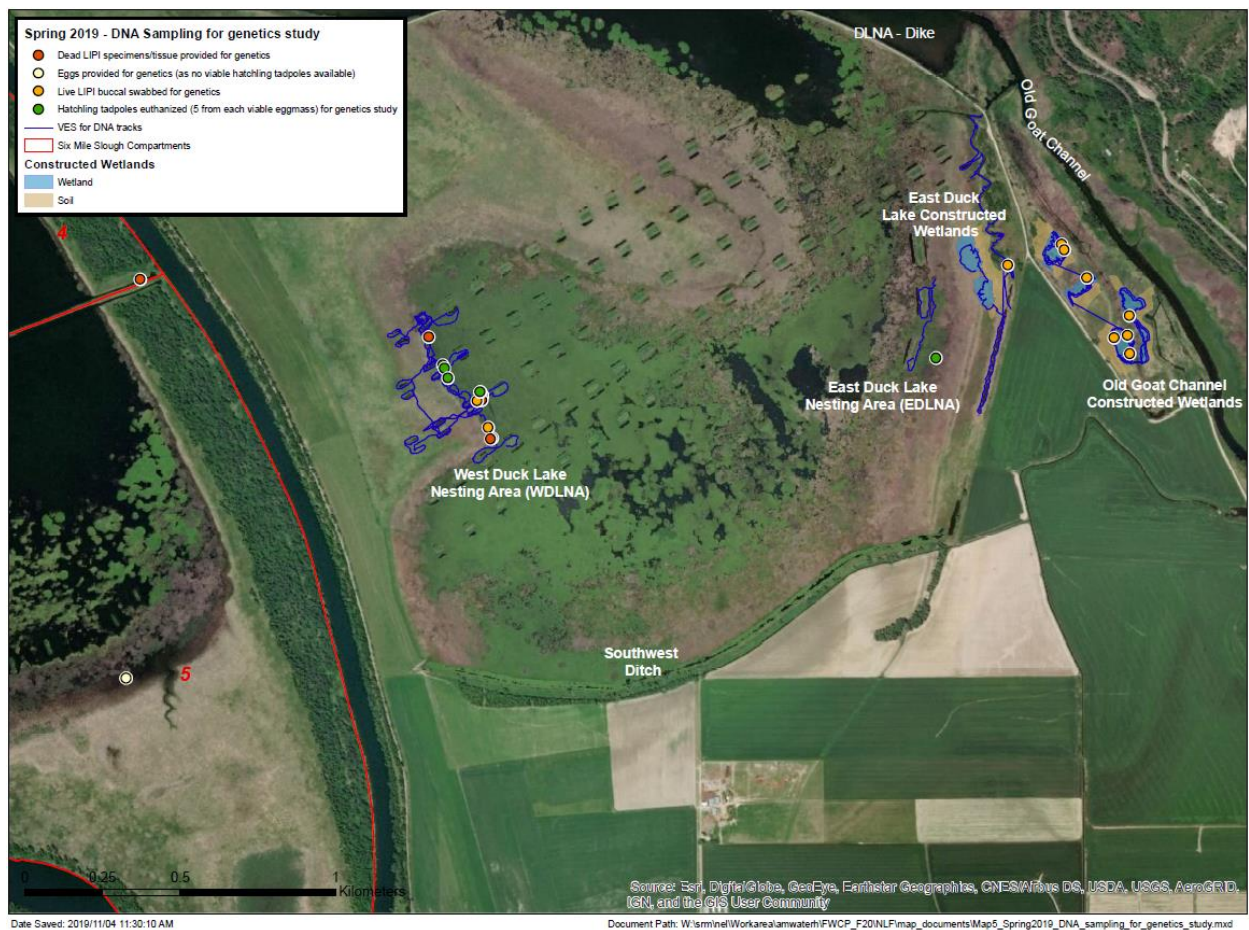 Spring 2019 - DNA Sampling for genetics study
Dead LIPI specimens/tissue provided for genetics
Eggs provided for genetics (as no viable hatchling tadpoles available)
Live LIPI buccal swabbed for genetics
Hatchling tadpoles euthanized (5 from each viable eggmass) for genetics study
VES for DNA tracks
Six Mile Slough Compartments
Constructed Wetlands
Wetland
Soil
DLNA - Dike
Old Goat Channel
4
East Duck
Lake Constructed
Wetlands
East Duck Lake
Nesting Area (EDLNA)
Old Goat Channel
Constructed Wetlands
West Duck Lake
Nesting Area (WDLNA)
Southwest
Ditch
5
0 0.25 0.5 1
Kilometers
Source: Esri, DigitalGlobe, GeoEye, Earthstar Geographics, CNES/Airbus DS, USDA, USGS, AeroGRID,
IGN, and the GIS User Community
Date Saved: 2019/11/04 11:30:10 AM
Document Path: W:\srm\nel\Workarea\amwaterh\FWCP_F20\NLF\map_documents\Map5_Spring2019_DNA_sampling_for_genetics_study.mxd